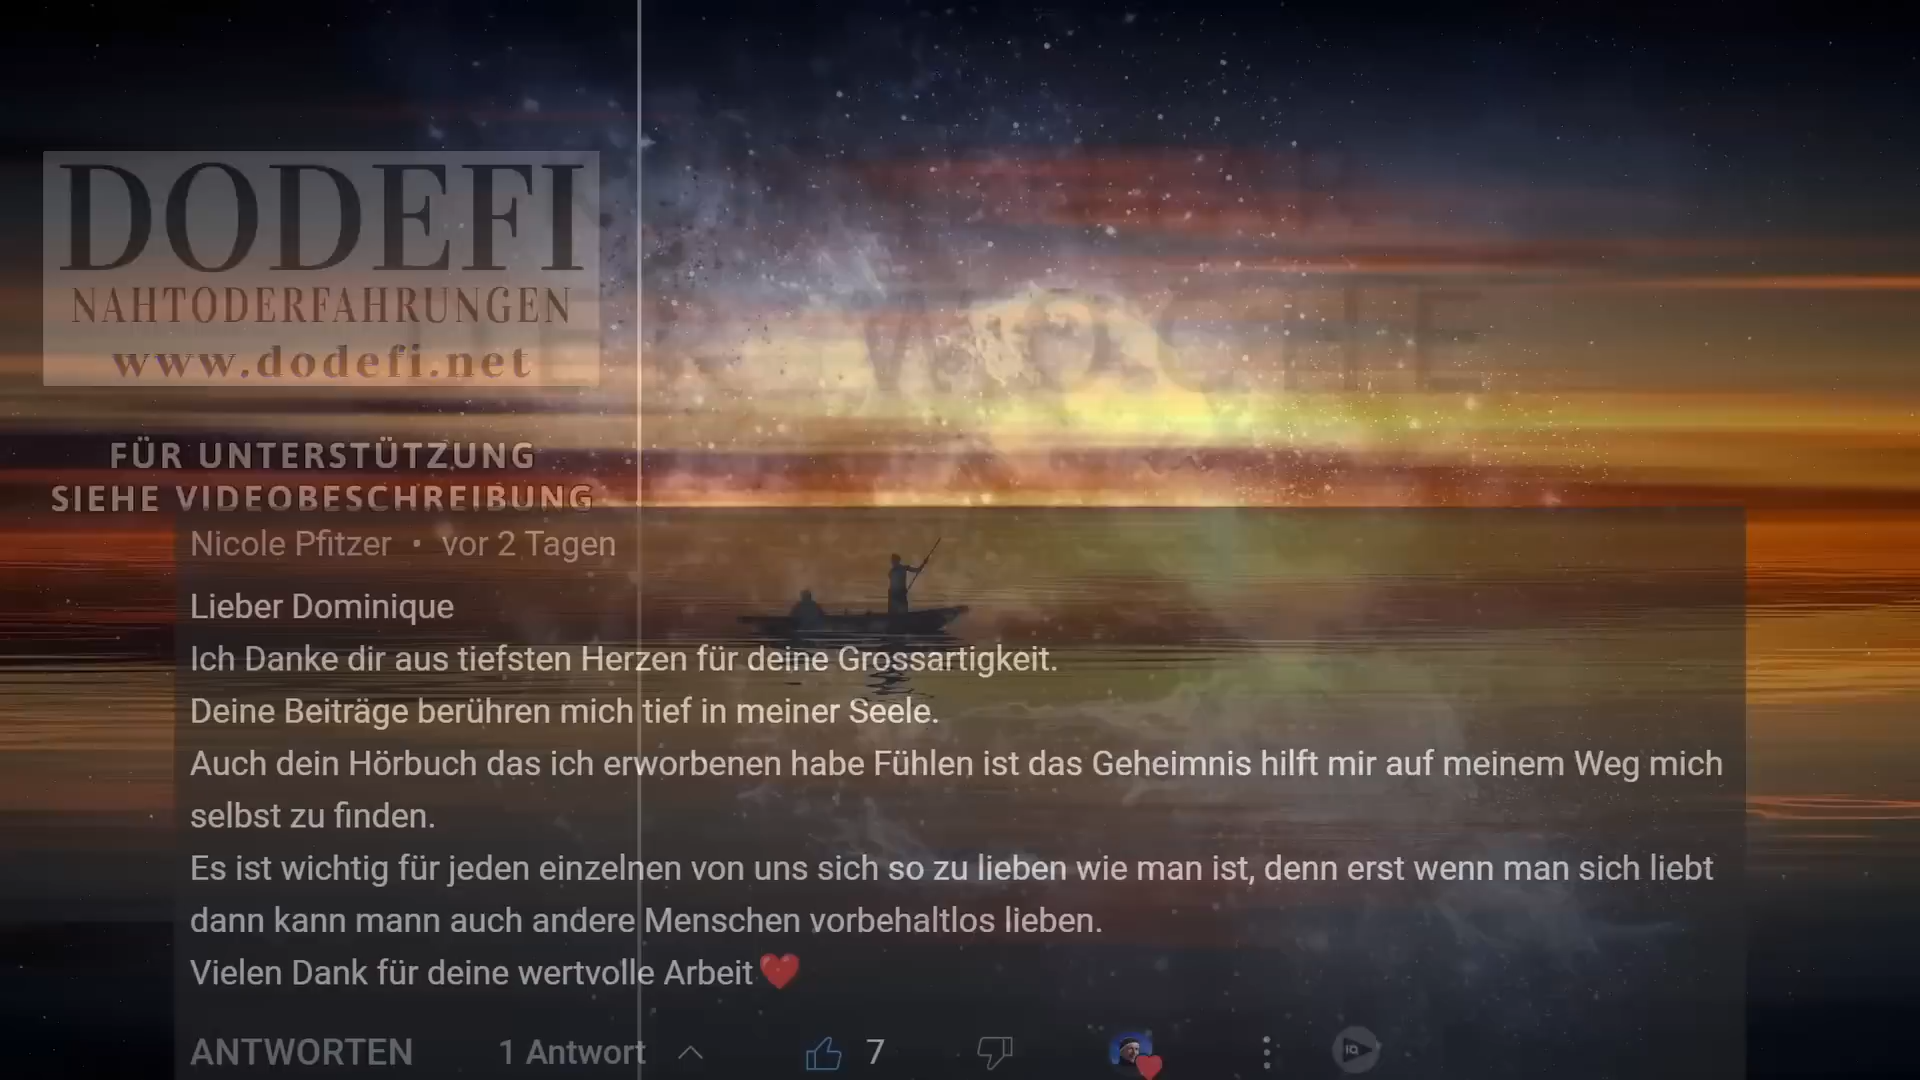 DODEFI
NAHTODERFAHRUNGEN
www.dodefi.net
FÜR UNTERSTÜTZUNG
SIEHE VIDEOBESCHREIBUNG
DER WOCHE
Nicole Pfitzer • vor 2 Tagen
Lieber Dominique
Ich Danke dir aus tiefsten Herzen für deine Grossartigkeit.
Deine Beiträge berühren mich tief in meiner Seele.
Auch dein Hörbuch das ich erworbenen habe Fühlen ist das Geheimnis hilft mir auf meinem Weg mich
selbst zu finden.
Es ist wichtig für jeden einzelnen von uns sich so zu lieben wie man ist, denn erst wenn man sich liebt
dann kann mann auch andere Menschen vorbehaltlos lieben.
Vielen Dank für deine wertvolle Arbeit❤️
ANTWORTEN 1 Antwort 7